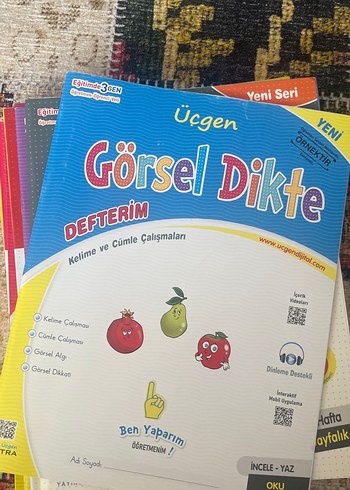 Eğitimde 3GEN
Yeni Seri
Üçgen
YENİ
ÖRNEKTİR
Görsel Dikte
DEFTERİM
Kelime ve Cümle Çalışmaları
www.ucgendijital.com
İçerik
Videoları
Kelime Çalışması
Cümle Çalışması
Görsel Algı
Görsel Dikkati
Dinleme Destekli
İnteraktif
Mobil Uygulama
Ben Yaparım
ÖĞRETMENİM!
Hafta
ayfalık
TRA
Adı Soyadı:
İNCELE - YAZ
OKU